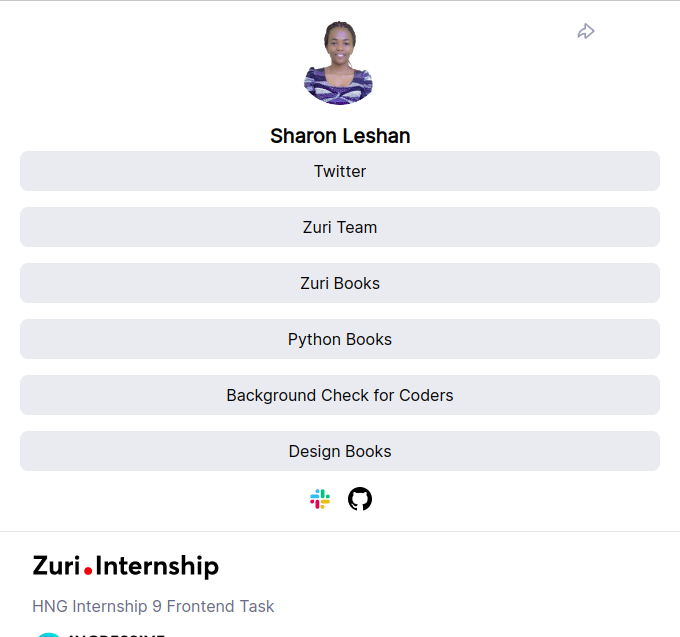 Sharon Leshan
Twitter
Zuri Team
Zuri Books
Python Books
Background Check for Coders
Design Books
Zuri.Internship
HNG Internship 9 Frontend Task
INGRESSIVE